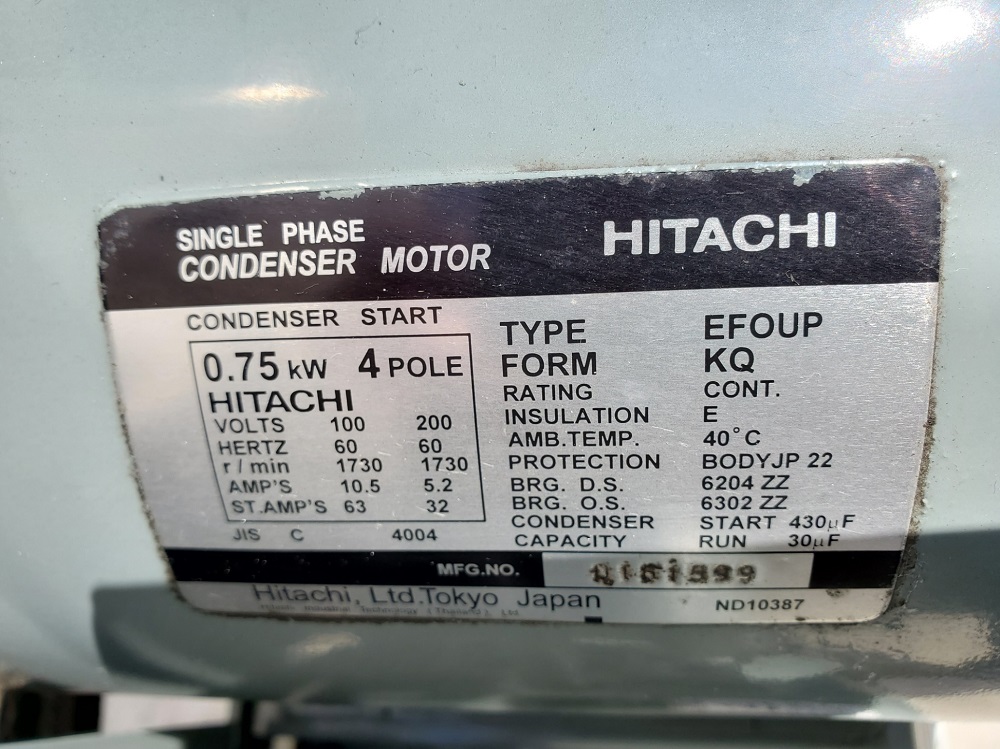 SINGLE PHASE
CONDENSER MOTOR
HITACHI
CONDENSER START
0.75 kW 4 POLE
HITACHI
VOLTS 100 200
HERTZ 60 60
r/min 1730 1730
AMP'S 10.5 5.2
ST.AMP'S 63 32
JIS C 4004
TYPE EFOUP
FORM KQ
RATING CONT.
INSULATION E
AMB.TEMP. 40°C
PROTECTION BODYJP 22
BRG. D.S. 6204 ZZ
BRG. O.S. 6302 ZZ
CONDENSER START 430μF
CAPACITY RUN 30μF
MFG.NO.
Hitachi, Ltd.Tokyo Japan
ND10387